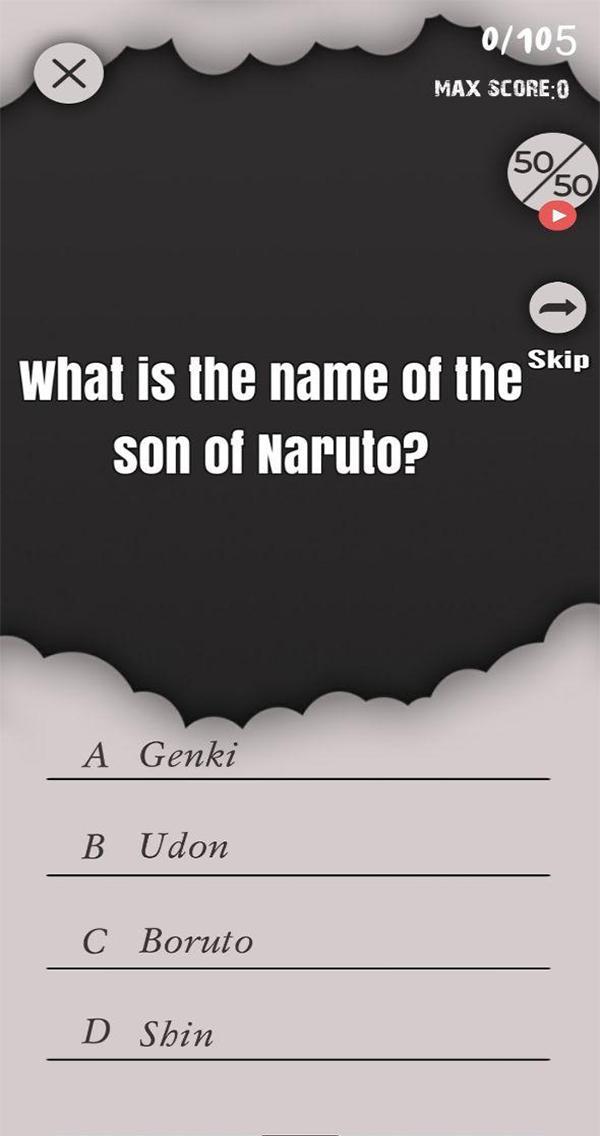 0/105
MAX SCORE:0
50/50
Skip
What is the name of the
son of Naruto?
A Genki
B Udon
C Boruto
D Shin